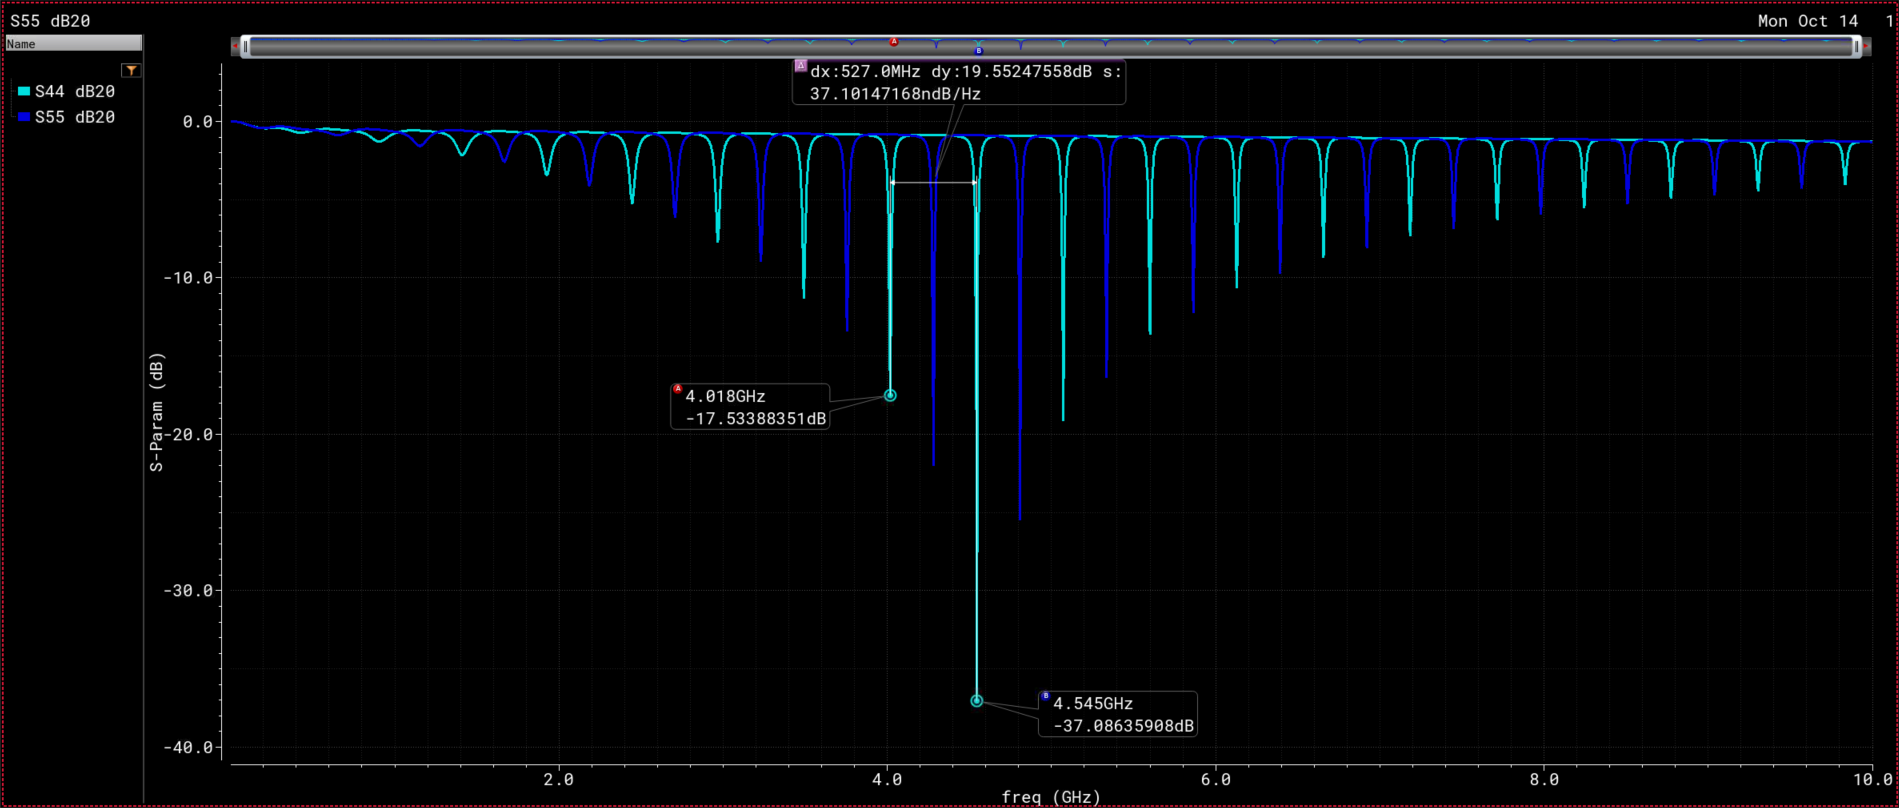 S55 dB20
Mon Oct 14 1
Name
S44 dB20
S55 dB20
A
B
Δ
dx:527.0MHz dy:19.55247558dB s:
37.10147168ndB/Hz
0.0
-10.0
-20.0
-30.0
-40.0
S-Param (dB)
A
4.018GHz
-17.53388351dB
B
4.545GHz
-37.08635908dB
2.0
4.0
6.0
8.0
10.0
freq (GHz)